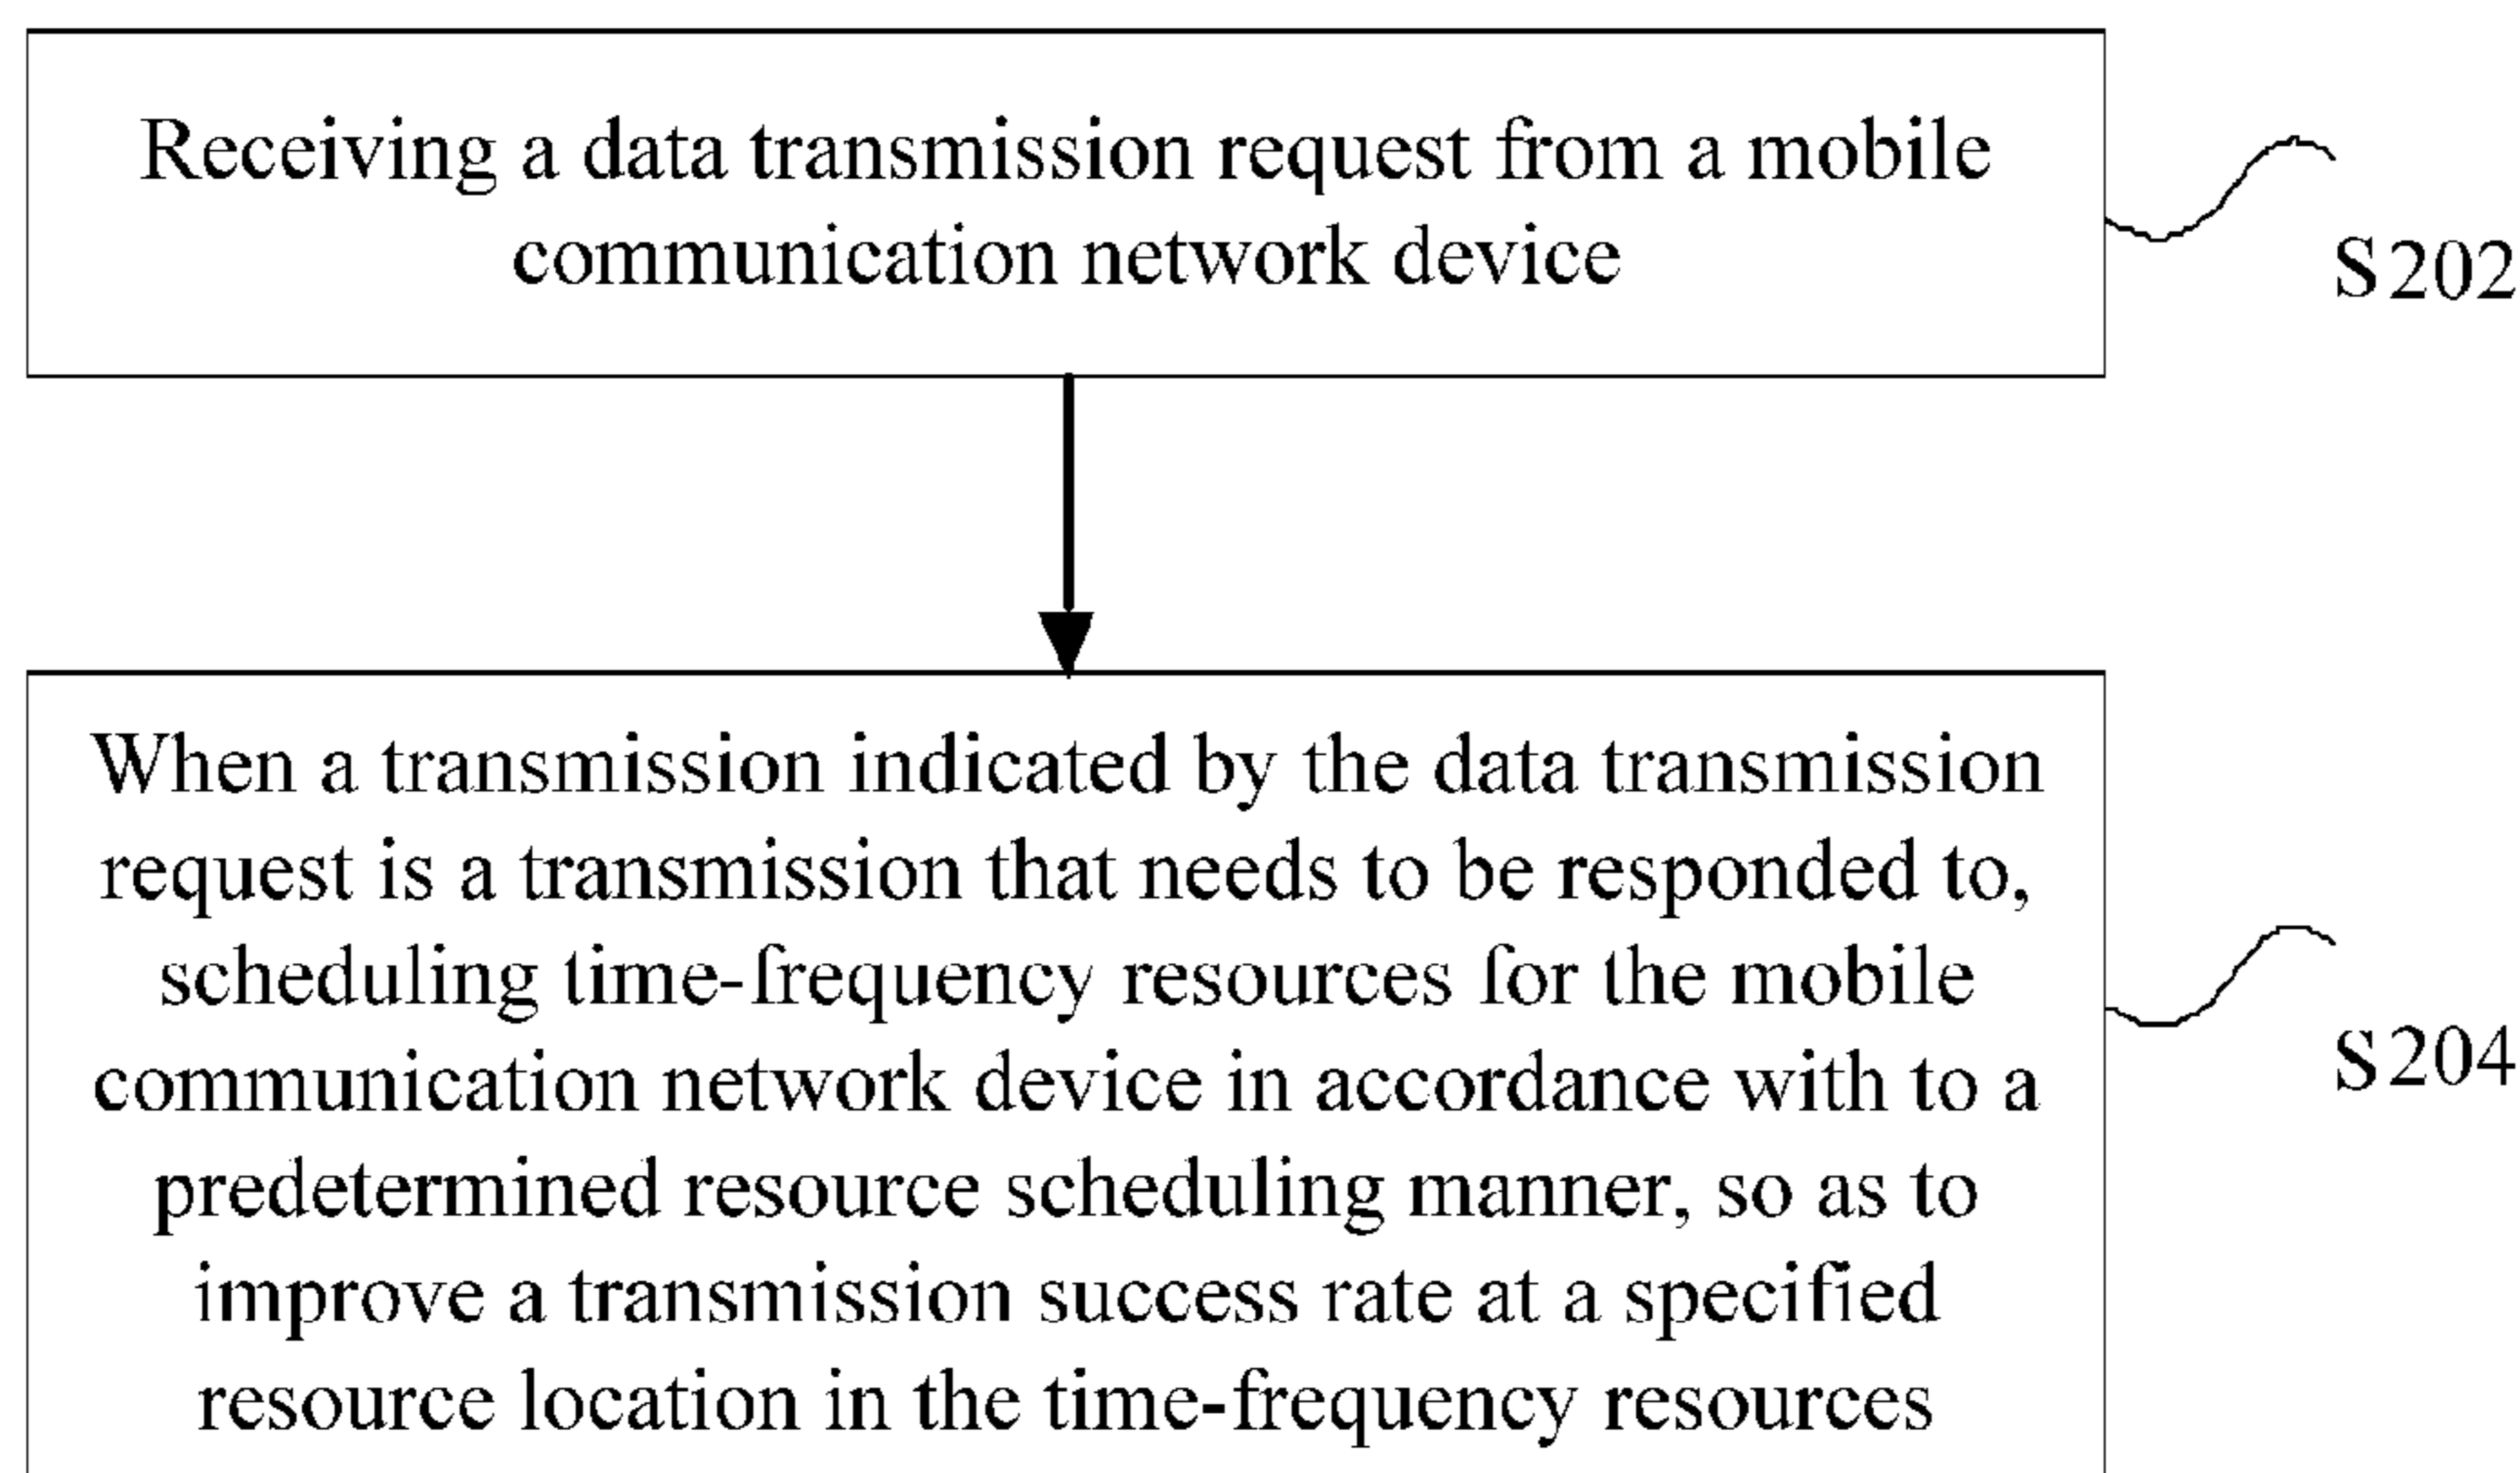 Receiving a data transmission request from a mobile
communication network device
S202
When a transmission indicated by the data transmission
request is a transmission that needs to be responded to,
scheduling time-frequency resources for the mobile
communication network device in accordance with to a
predetermined resource scheduling manner, so as to
improve a transmission success rate at a specified
resource location in the time-frequency resources
S204